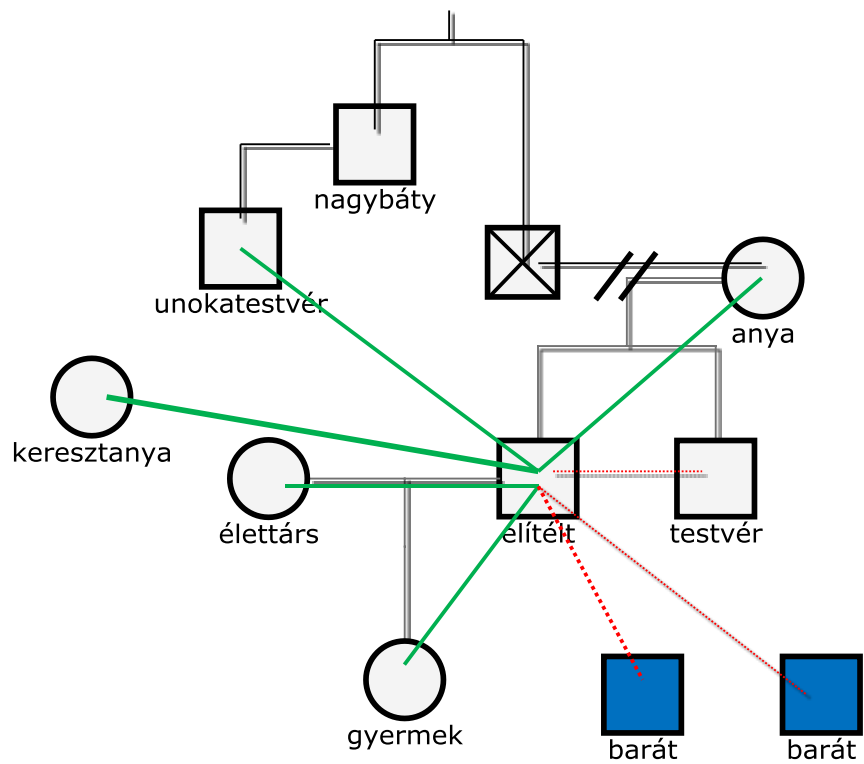 nagybáty
unokatestvér
anya
keresztanya
élettárs
elítélt
testvér
gyermek
barát
barát